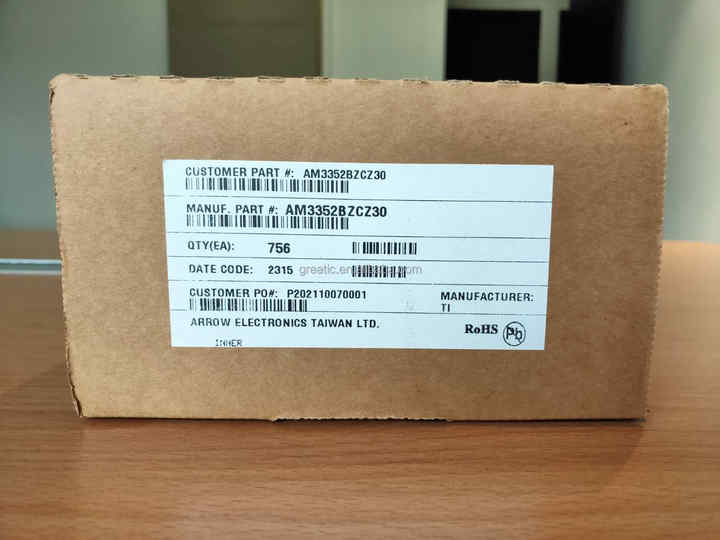 CUSTOMER PART #: AM3352BZCZ30
MANUF. PART #: AM3352BZCZ30
QTY(EA): 756
DATE CODE: 2315
CUSTOMER PO#: P202110070001
MANUFACTURER:
TI
ARROW ELECTRONICS TAIWAN LTD.
RoHS Pb
INNER